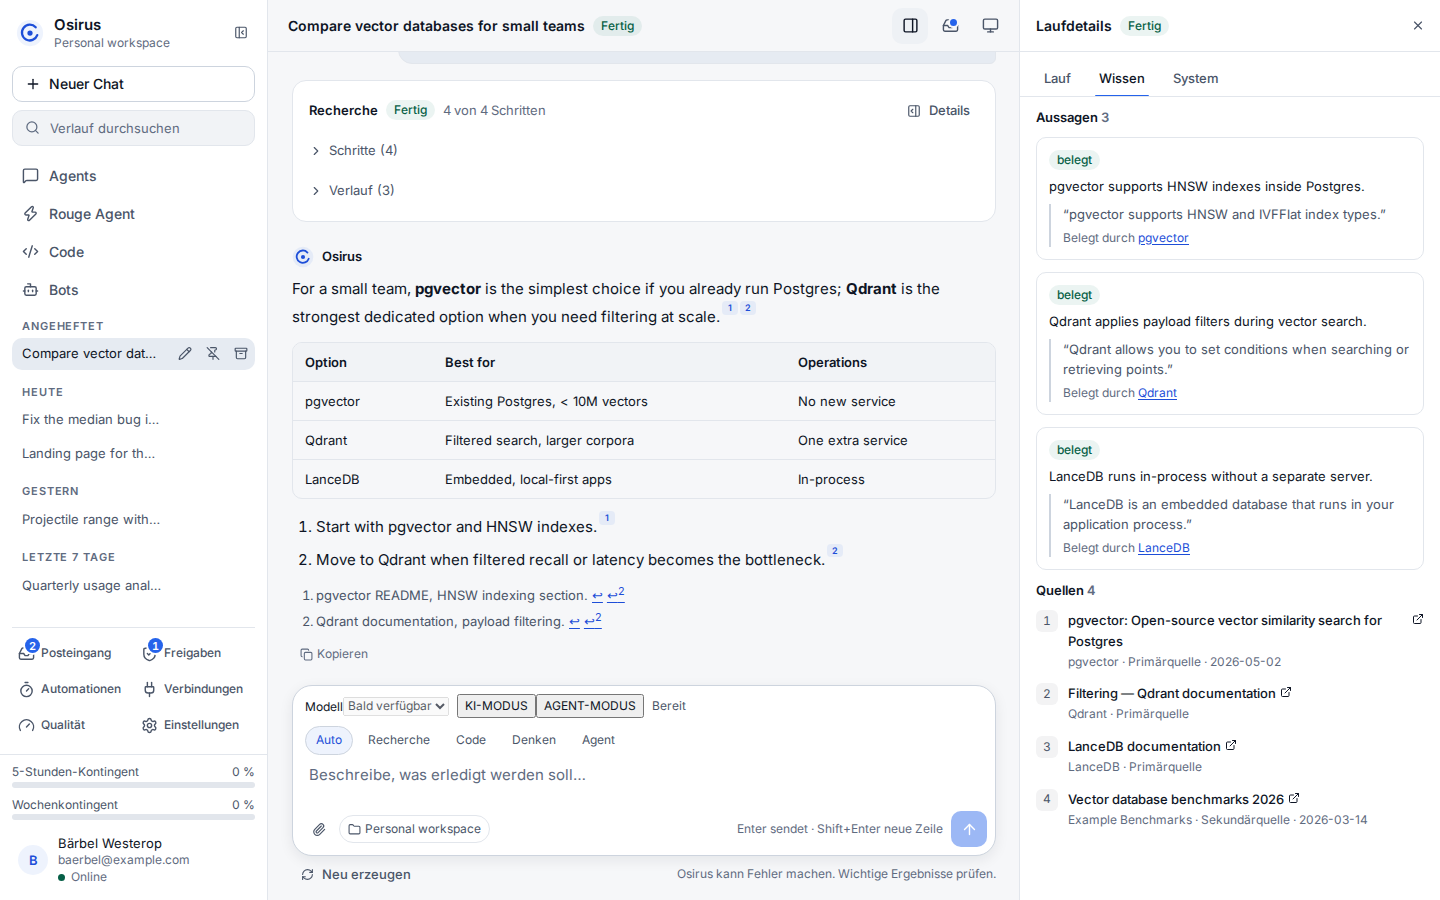 Osirus
Personal workspace
Neuer Chat
Verlauf durchsuchen
Agents
Rouge Agent
Code
Bots
ANGEHEFTET
Compare vector dat...
HEUTE
Fix the median bug i...
Landing page for th...
GESTERN
Projectile range with...
LETZTE 7 TAGE
Quarterly usage anal...
2 Posteingang
1 Freigaben
Automationen
Verbindungen
Qualität
Einstellungen
5-Stunden-Kontingent 0 %
Wochenkontingent 0 %
B
Bärbel Westerop
baerbel@example.com
Online
Compare vector databases for small teams Fertig
Recherche Fertig 4 von 4 Schritten Details
Schritte (4)
Verlauf (3)
Osirus
For a small team, pgvector is the simplest choice if you already run Postgres; Qdrant is the
strongest dedicated option when you need filtering at scale. 1 2
Option Best for Operations
pgvector Existing Postgres, < 10M vectors No new service
Qdrant Filtered search, larger corpora One extra service
LanceDB Embedded, local-first apps In-process
1. Start with pgvector and HNSW indexes. 1
2. Move to Qdrant when filtered recall or latency becomes the bottleneck. 2
1. pgvector README, HNSW indexing section. ↩ ↩2
2. Qdrant documentation, payload filtering. ↩ ↩2
Kopieren
Modell Bald verfügbar KI-MODUS AGENT-MODUS Bereit
Auto Recherche Code Denken Agent
Beschreibe, was erledigt werden soll...
Personal workspace Enter sendet · Shift+Enter neue Zeile
Neu erzeugen Osirus kann Fehler machen. Wichtige Ergebnisse prüfen.
Laufdetails Fertig
Lauf Wissen System
Aussagen 3
belegt
pgvector supports HNSW indexes inside Postgres.
“pgvector supports HNSW and IVFFlat index types.”
Belegt durch pgvector
belegt
Qdrant applies payload filters during vector search.
“Qdrant allows you to set conditions when searching or
retrieving points.”
Belegt durch Qdrant
belegt
LanceDB runs in-process without a separate server.
“LanceDB is an embedded database that runs in your
application process.”
Belegt durch LanceDB
Quellen 4
1 pgvector: Open-source vector similarity search for
Postgres
pgvector · Primärquelle · 2026-05-02
2 Filtering — Qdrant documentation
Qdrant · Primärquelle
3 LanceDB documentation
LanceDB · Primärquelle
4 Vector database benchmarks 2026
Example Benchmarks · Sekundärquelle · 2026-03-14